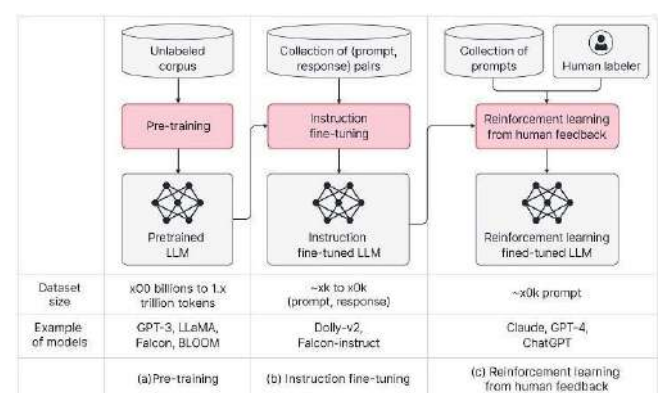 Unlabeled
corpus
Collection of (prompt,
response) pairs
Collection of
prompts
Human labeler
Pre-training
Instruction
fine-tuning
Reinforcement learning
from human feedback
Pretrained
LLM
Instruction
fine-tuned LLM
Reinforcement learning
fined-tuned LLM
Dataset
size
x00 billions to 1.x
trillion tokens
~xk to x0k
(prompt, response)
~x0k prompt
Example
of models
GPT-3, LLaMA,
Falcon, BLOOM
Dolly-v2,
Falcon-instruct
Claude, GPT-4,
ChatGPT
(a)Pre-training
(b) Instruction fine-tuning
(c) Reinforcement learning
from human feedback